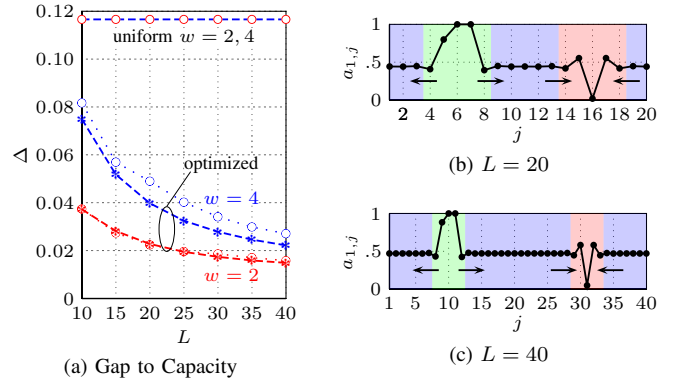 0.12
0.10
0.08
0.06
0.04
0.02
0
Δ
uniform w = 2, 4
optimized
w = 4
w = 2
10 15 20 25 30 35 40
L
(a) Gap to Capacity
1
.5
0
a1,j
1 2 4 6 8 10 12 14 16 18 20
j
(b) L = 20
1
.5
0
a1,j
1 5 10 15 20 25 30 35 40
j
(c) L = 40